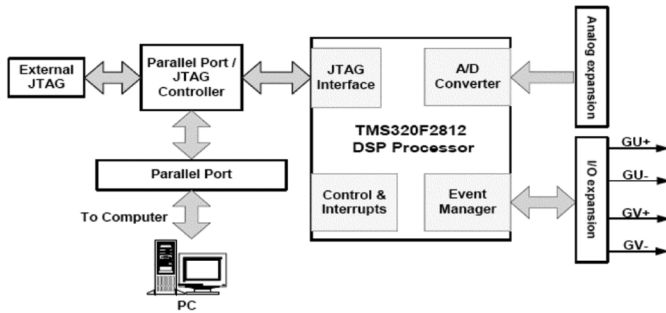 External
JTAG
Parallel Port /
JTAG
Controller
JTAG
Interface
A/D
Converter
Analog expansion
TMS320F2812
DSP Processor
Parallel Port
Control &
Interrupts
Event
Manager
I/O expansion
GU+
GU-
GV+
GV-
To Computer
PC